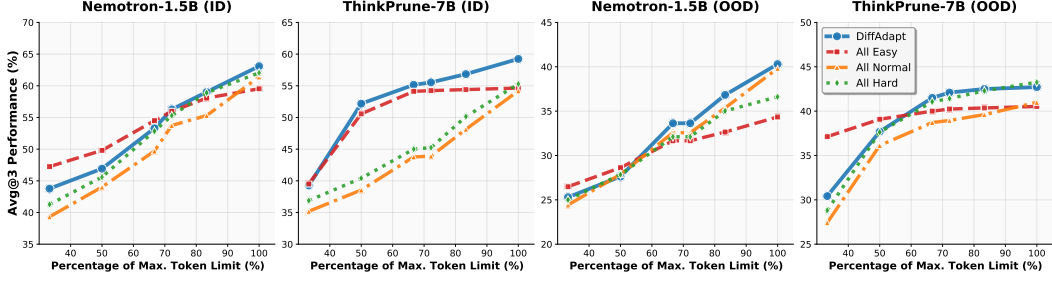 Nemotron-1.5B (ID)
ThinkPrune-7B (ID)
Nemotron-1.5B (OOD)
ThinkPrune-7B (OOD)
Avg@3 Performance (%)
70
65
60
55
50
45
40
35
40 50 60 70 80 90 100
Percentage of Max. Token Limit (%)
65
60
55
50
45
40
35
30
40 50 60 70 80 90 100
Percentage of Max. Token Limit (%)
45
40
35
30
25
20
40 50 60 70 80 90 100
Percentage of Max. Token Limit (%)
50
45
40
35
30
25
DiffAdapt
All Easy
All Normal
All Hard
40 50 60 70 80 90 100
Percentage of Max. Token Limit (%)